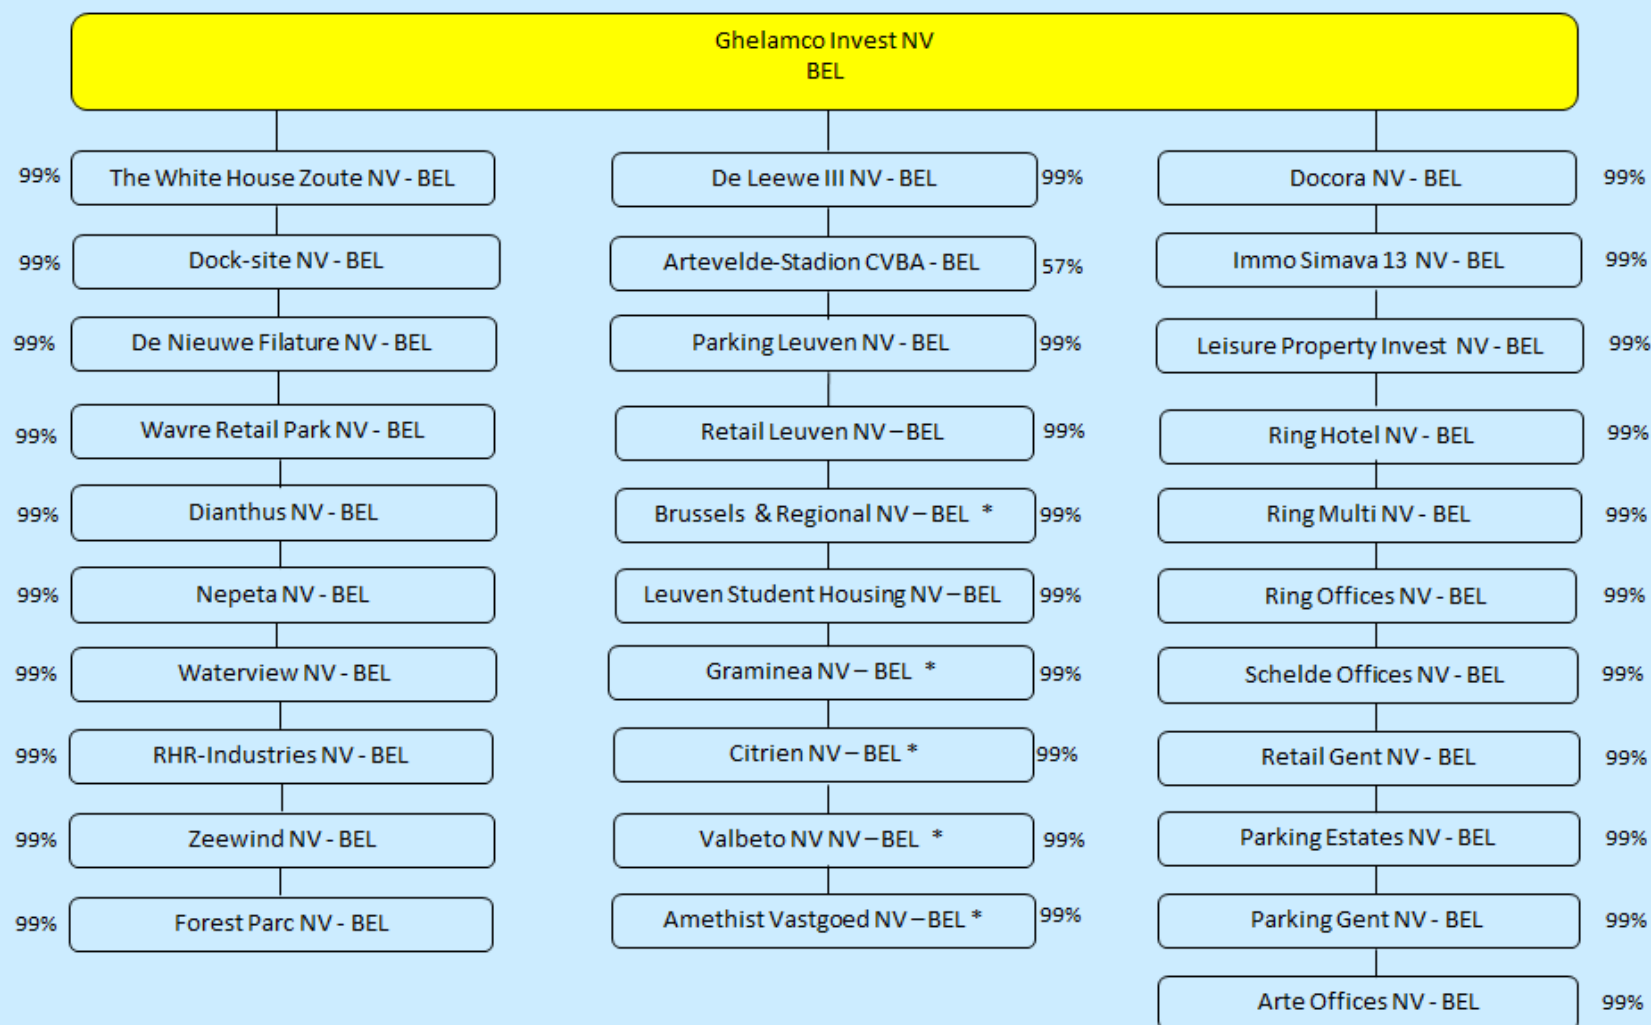 Ghelamco Invest NV
BEL
99% The White House Zoute NV - BEL De Leewe III NV - BEL 99% Docora NV - BEL 99%
99% Dock-site NV - BEL Artevelde-Stadion CVBA - BEL 57% Immo Simava 13 NV - BEL 99%
99% De Nieuwe Filature NV - BEL Parking Leuven NV - BEL 99% Leisure Property Invest NV - BEL 99%
99% Wavre Retail Park NV - BEL Retail Leuven NV – BEL 99% Ring Hotel NV - BEL 99%
99% Dianthus NV - BEL Brussels & Regional NV – BEL * 99% Ring Multi NV - BEL 99%
99% Nepeta NV - BEL Leuven Student Housing NV – BEL 99% Ring Offices NV - BEL 99%
99% Waterview NV - BEL Graminea NV – BEL * 99% Schelde Offices NV - BEL 99%
99% RHR-Industries NV - BEL Citrien NV – BEL * 99% Retail Gent NV - BEL 99%
99% Zeewind NV - BEL Valbeto NV NV – BEL * 99% Parking Estates NV - BEL 99%
99% Forest Parc NV - BEL Amethist Vastgoed NV – BEL * 99% Parking Gent NV - BEL 99%
Arte Offices NV - BEL 99%